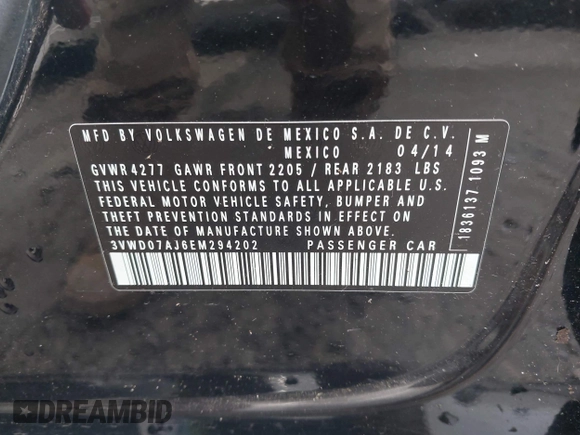 MFD BY VOLKSWAGEN DE MEXICO S.A. DE C.V.
MEXICO 04/14
GVWR 4277 GAWR FRONT 2205 / REAR 2183 LBS
THIS VEHICLE CONFORMS TO ALL APPLICABLE U.S.
FEDERAL MOTOR VEHICLE SAFETY, BUMPER AND
THEFT PREVENTION STANDARDS IN EFFECT ON
THE DATE OF MANUFACTURE SHOWN ABOVE.
3VWD07AJ6EM294202 PASSENGER CAR
1836137 1093 M
DREAMBID